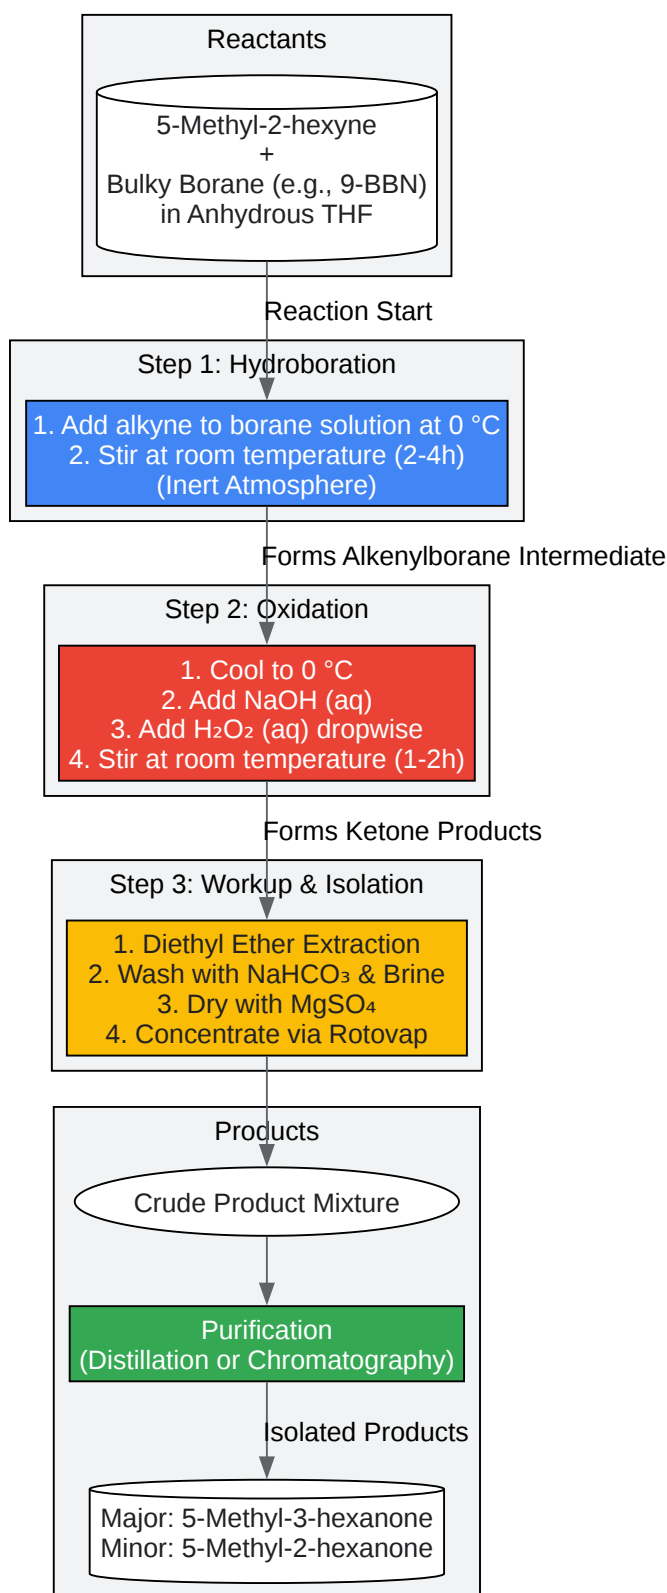 Reactants
5-Methyl-2-hexyne
+
Bulky Borane (e.g., 9-BBN)
in Anhydrous THF
Reaction Start
Step 1: Hydroboration
1. Add alkyne to borane solution at 0 °C
2. Stir at room temperature (2-4h)
(Inert Atmosphere)
Forms Alkenylborane Intermediate
Step 2: Oxidation
1. Cool to 0 °C
2. Add NaOH (aq)
3. Add H₂O₂ (aq) dropwise
4. Stir at room temperature (1-2h)
Forms Ketone Products
Step 3: Workup & Isolation
1. Diethyl Ether Extraction
2. Wash with NaHCO₃ & Brine
3. Dry with MgSO₄
4. Concentrate via Rotovap
Products
Crude Product Mixture
Purification
(Distillation or Chromatography)
Isolated Products
Major: 5-Methyl-3-hexanone
Minor: 5-Methyl-2-hexanone